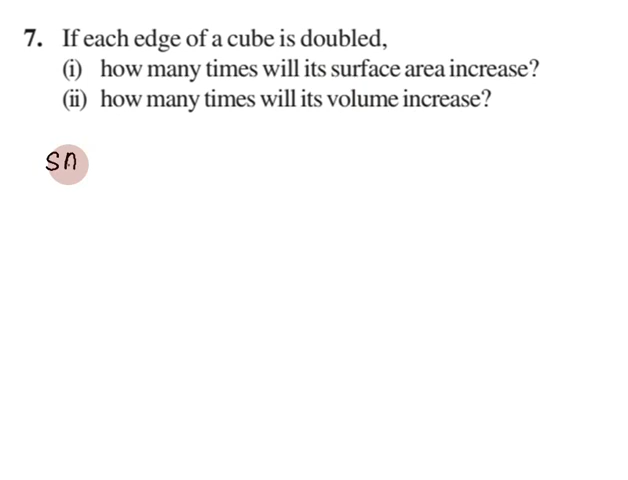 7. If each edge of a cube is doubled,
(i) how many times will its surface area increase?
(ii) how many times will its volume increase?
SA